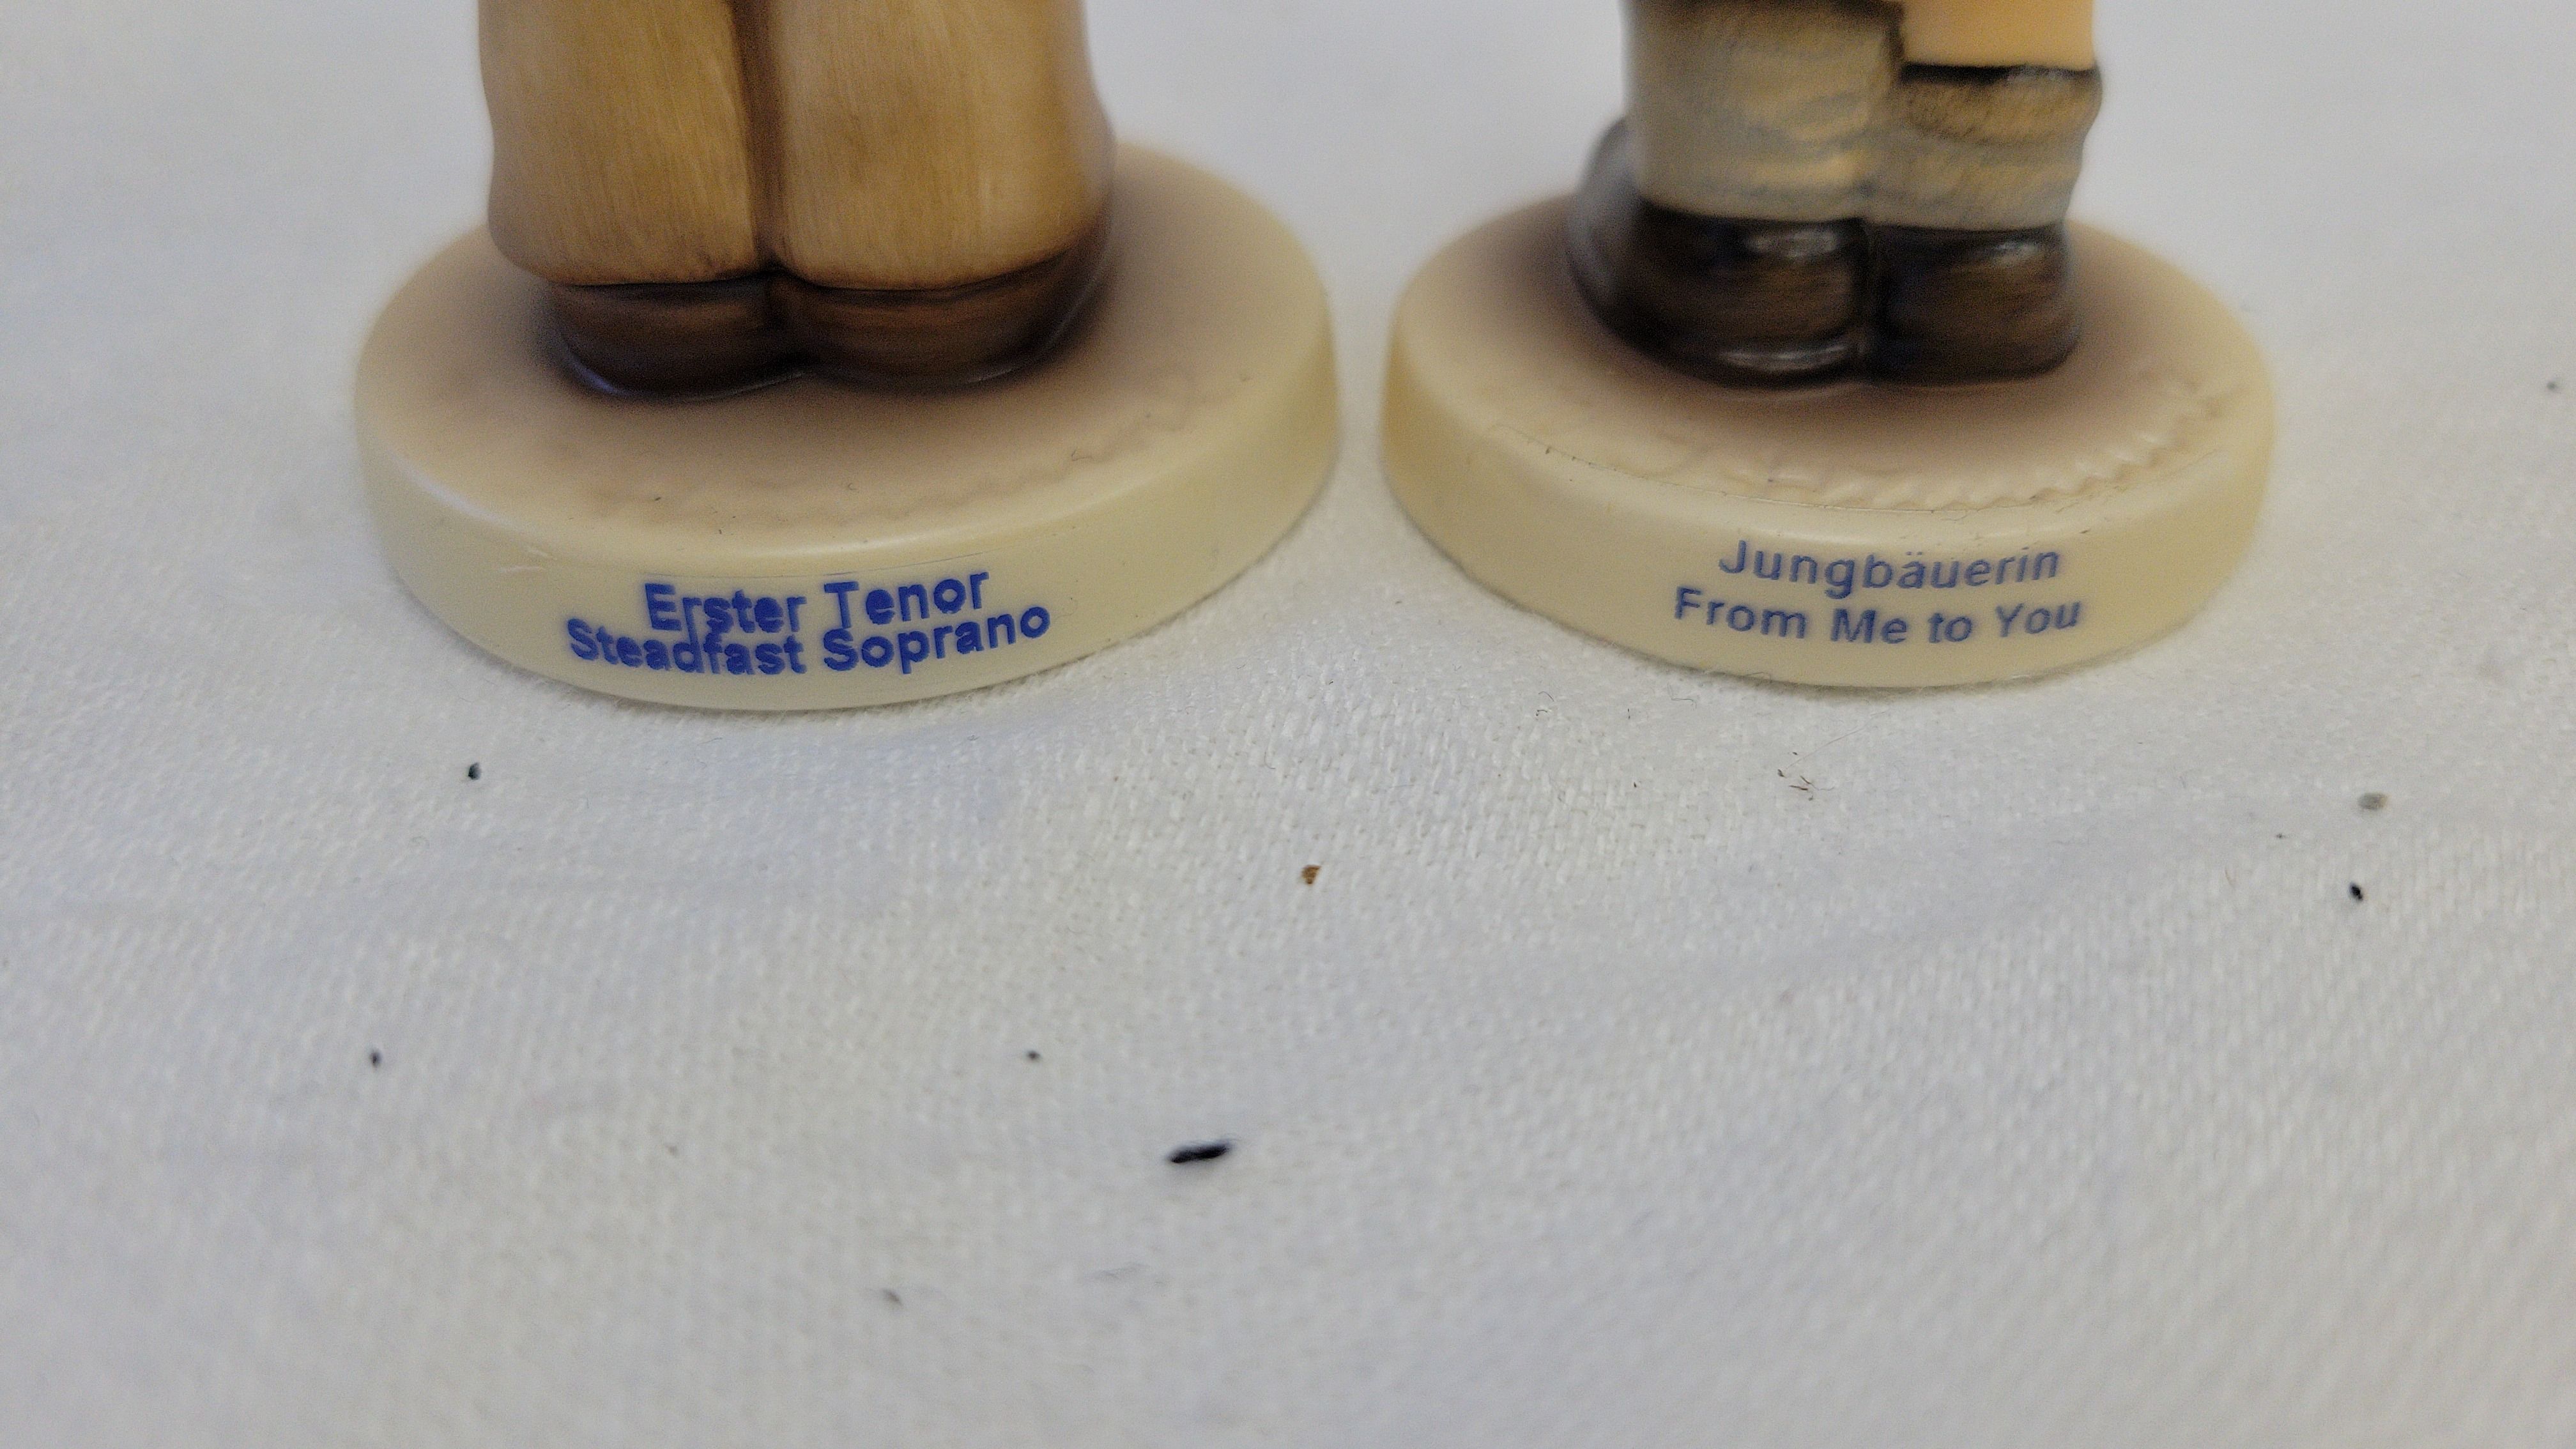 Erster Tenor
Steadfast Soprano
Jungbäuerin
From Me to You